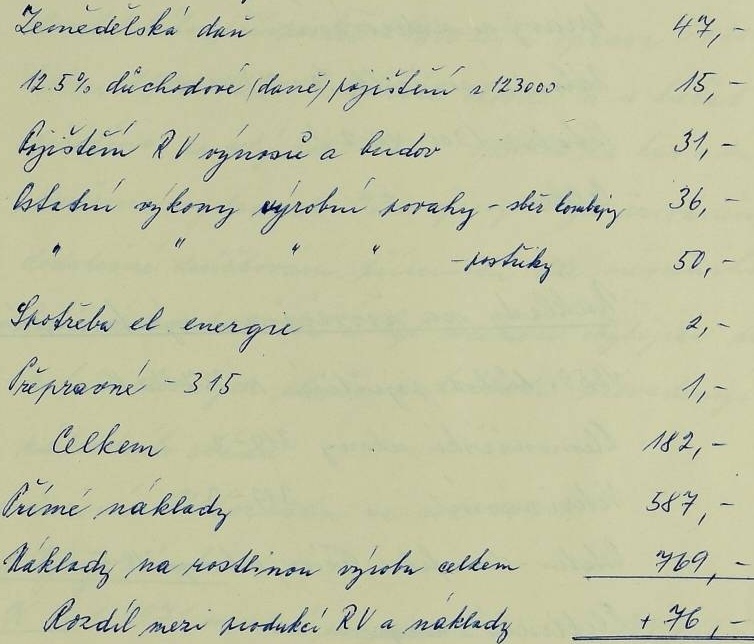 Zemědělská daň 47,-
12.5% důchodové (daně) pojištění z 123000 15,-
Pojištění RV výnosů a budov 31,-
Ostatní výkony výrobní povahy - sběr kombajny 36,-
" " " " - postřiky 50,-
Spotřeba el. energie 2,-
Přepravné - 315 1,-
Celkem 182,-
Přímé náklady 587,-
Náklady na rostlinou výrobu celkem 769,-
Rozdíl mezi produkcí RV a náklady + 76,-